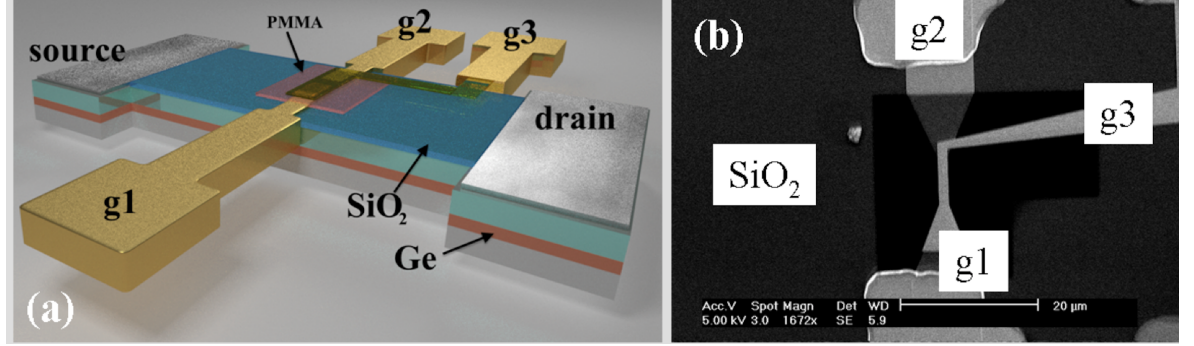 PMMA
g2
g3
source
drain
g1
SiO₂
Ge
(a)
(b)
g2
g3
SiO₂
g1
Acc.V Spot Magn Det WD 20 μm
5.00 kV 3.0 1672x SE 5.9